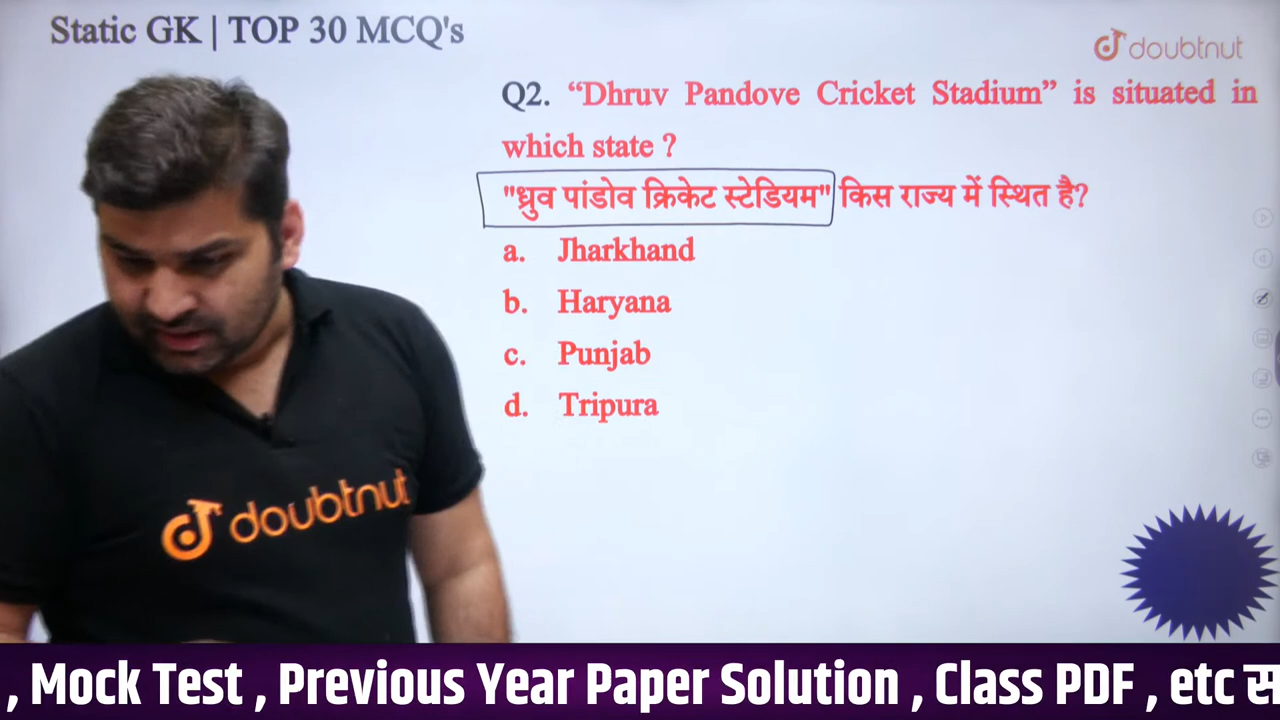 Static GK | TOP 30 MCQ's
doubtnut
Q2. “Dhruv Pandove Cricket Stadium” is situated in
which state ?
"ध्रुव पांडोव क्रिकेट स्टेडियम" किस राज्य में स्थित है?
a. Jharkhand
b. Haryana
c. Punjab
d. Tripura
doubtnut
, Mock Test , Previous Year Paper Solution , Class PDF , etc स